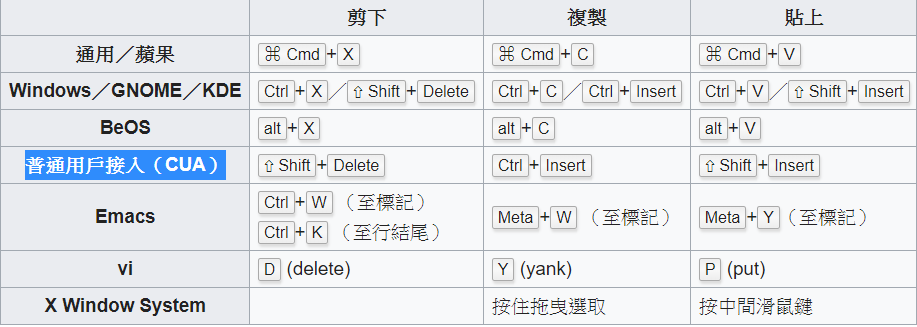 剪下 複製 貼上
通用／蘋果 ⌘ Cmd+X ⌘ Cmd+C ⌘ Cmd+V
Windows／GNOME／KDE Ctrl+X／⇧ Shift+Delete Ctrl+C／Ctrl+Insert Ctrl+V／⇧ Shift+Insert
BeOS alt+X alt+C alt+V
普通用戶接入（CUA） ⇧ Shift+Delete Ctrl+Insert ⇧ Shift+Insert
Emacs Ctrl+W（至標記） Meta+W（至標記） Meta+Y（至標記）
Ctrl+K（至行結尾）
vi D (delete) Y (yank) P (put)
X Window System 按住拖曳選取 按中間滑鼠鍵